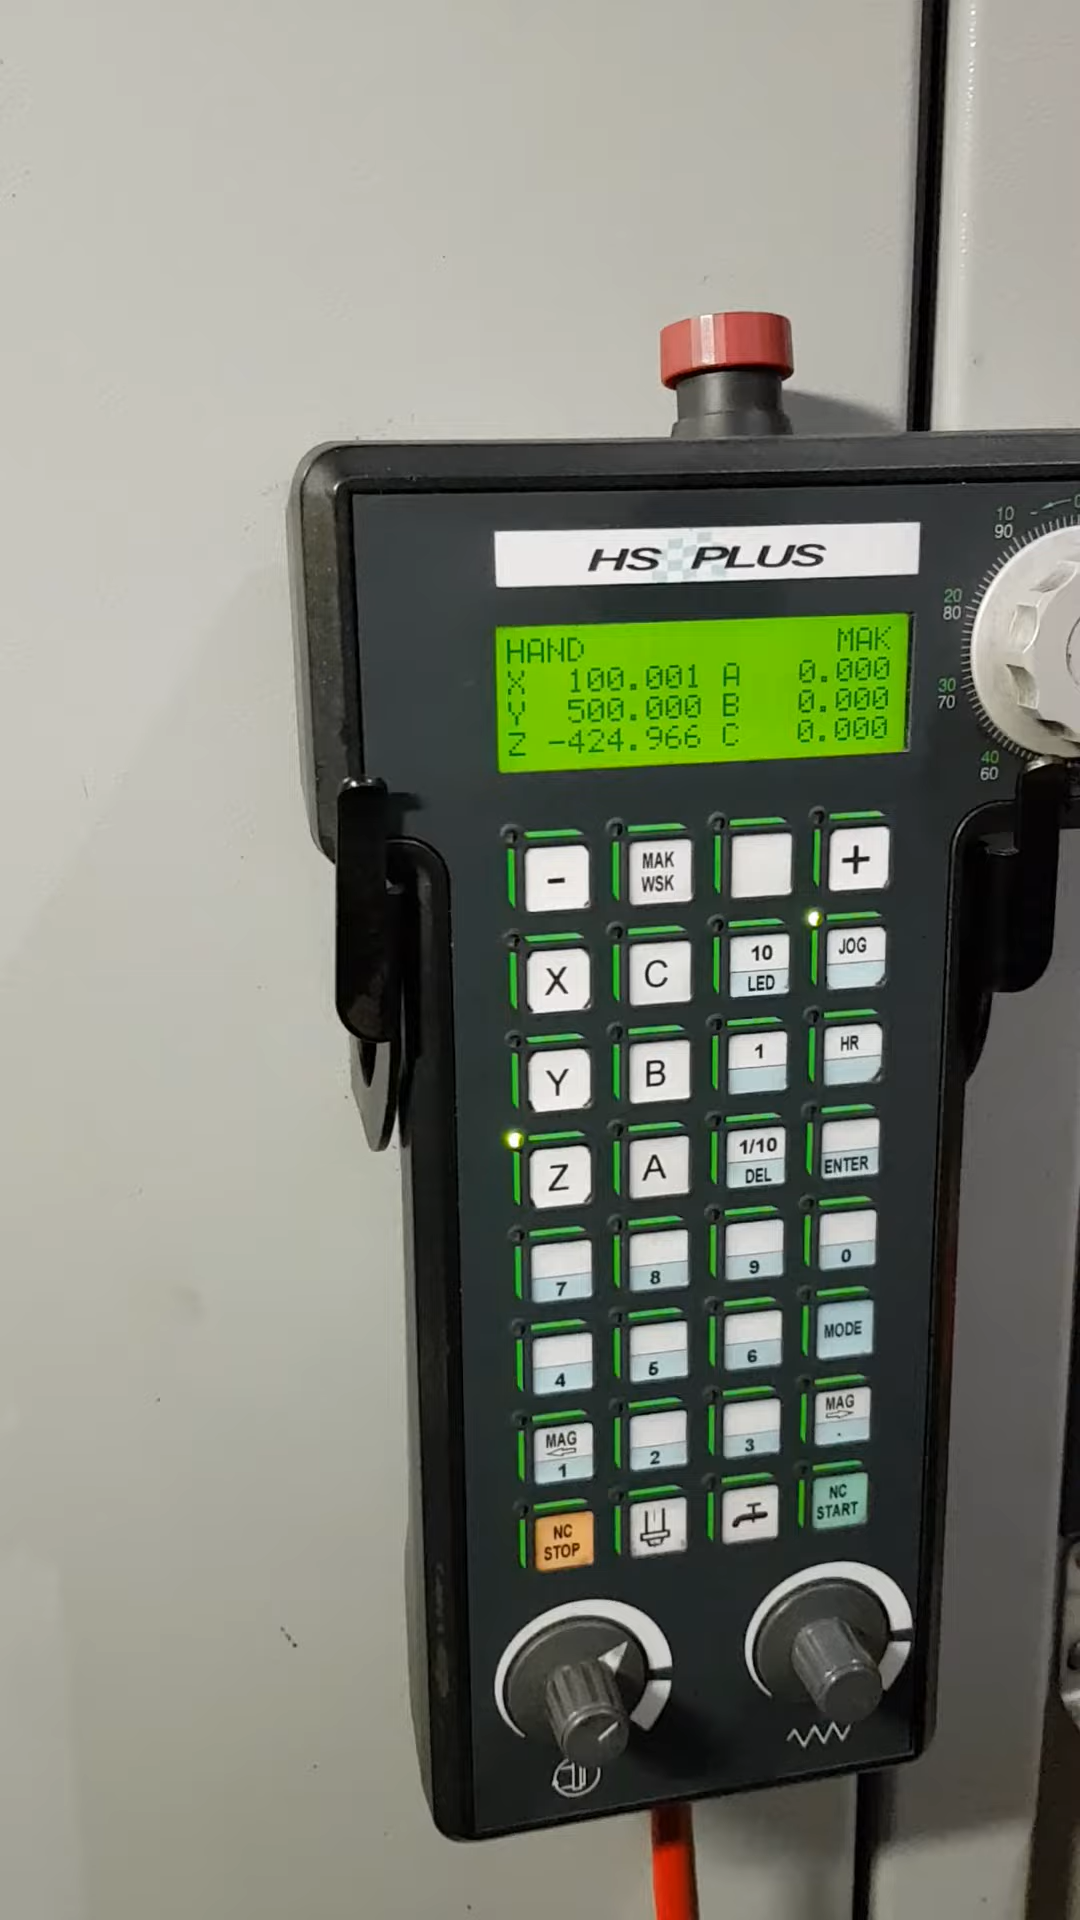 HS PLUS
HAND MAK
X 100.001 A 0.000
Y 500.000 B 0.000
Z -424.966 C 0.000
10
90
20
80
30
70
40
60
- MAK WSK +
X C 10 LED JOG
Y B 1 HR
Z A 1/10 DEL ENTER
7 8 9 0
4 5 6 MODE
MAG 1 2 3 MAG .
NC STOP NC START